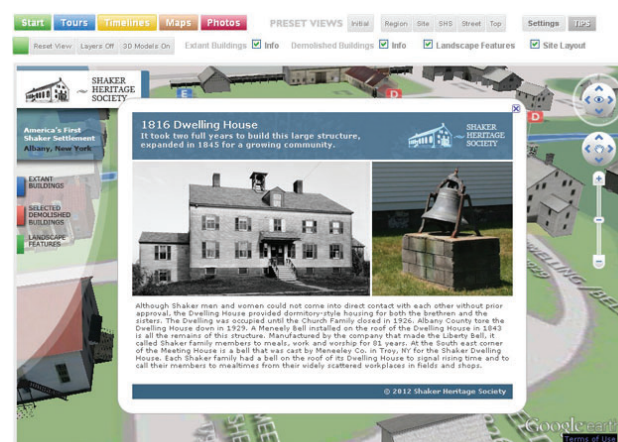 Start Tours Timelines Maps Photos PRESET VIEWS Initial Region Site SHS Street Top Settings TIPS
Reset View Layers Off 3D Models On Extant Buildings Info Demolished Buildings Info Landscape Features Site Layout
SHAKER
~ HERITAGE
SOCIETY
America's First
Shaker Settlement
Albany, New York
EXTANT
BUILDINGS
SELECTED
DEMOLISHED
BUILDINGS
LANDSCAPE
FEATURES
E
D
D
1816 Dwelling House
It took two full years to build this large structure,
expanded in 1845 for a growing community.
SHAKER
~ HERITAGE
SOCIETY
Although Shaker men and women could not come into direct contact with each other without prior
approval, the Dwelling House provided dormitory-style housing for both the brethren and the
sisters. The Dwelling was occupied until the Church Family closed in 1926. Albany County tore the
Dwelling House down in 1929. A Meneely Bell installed on the roof of the Dwelling House in 1843
is all the remains of this structure. Manufactured by the company that made the Liberty Bell, it
called Shaker family members to meals, work and worship for 81 years. At the South east corner
of the Meeting House is a bell that was cast by Meneeley Co. in Troy, NY for the Shaker Dwelling
House. Each Shaker family had a bell on the roof of its Dwelling House to signal rising time and to
call their members to mealtimes from their widely scattered workplaces in fields and shops.
© 2012 Shaker Heritage Society
DWELLING/BE
Google earth
Terms of Use